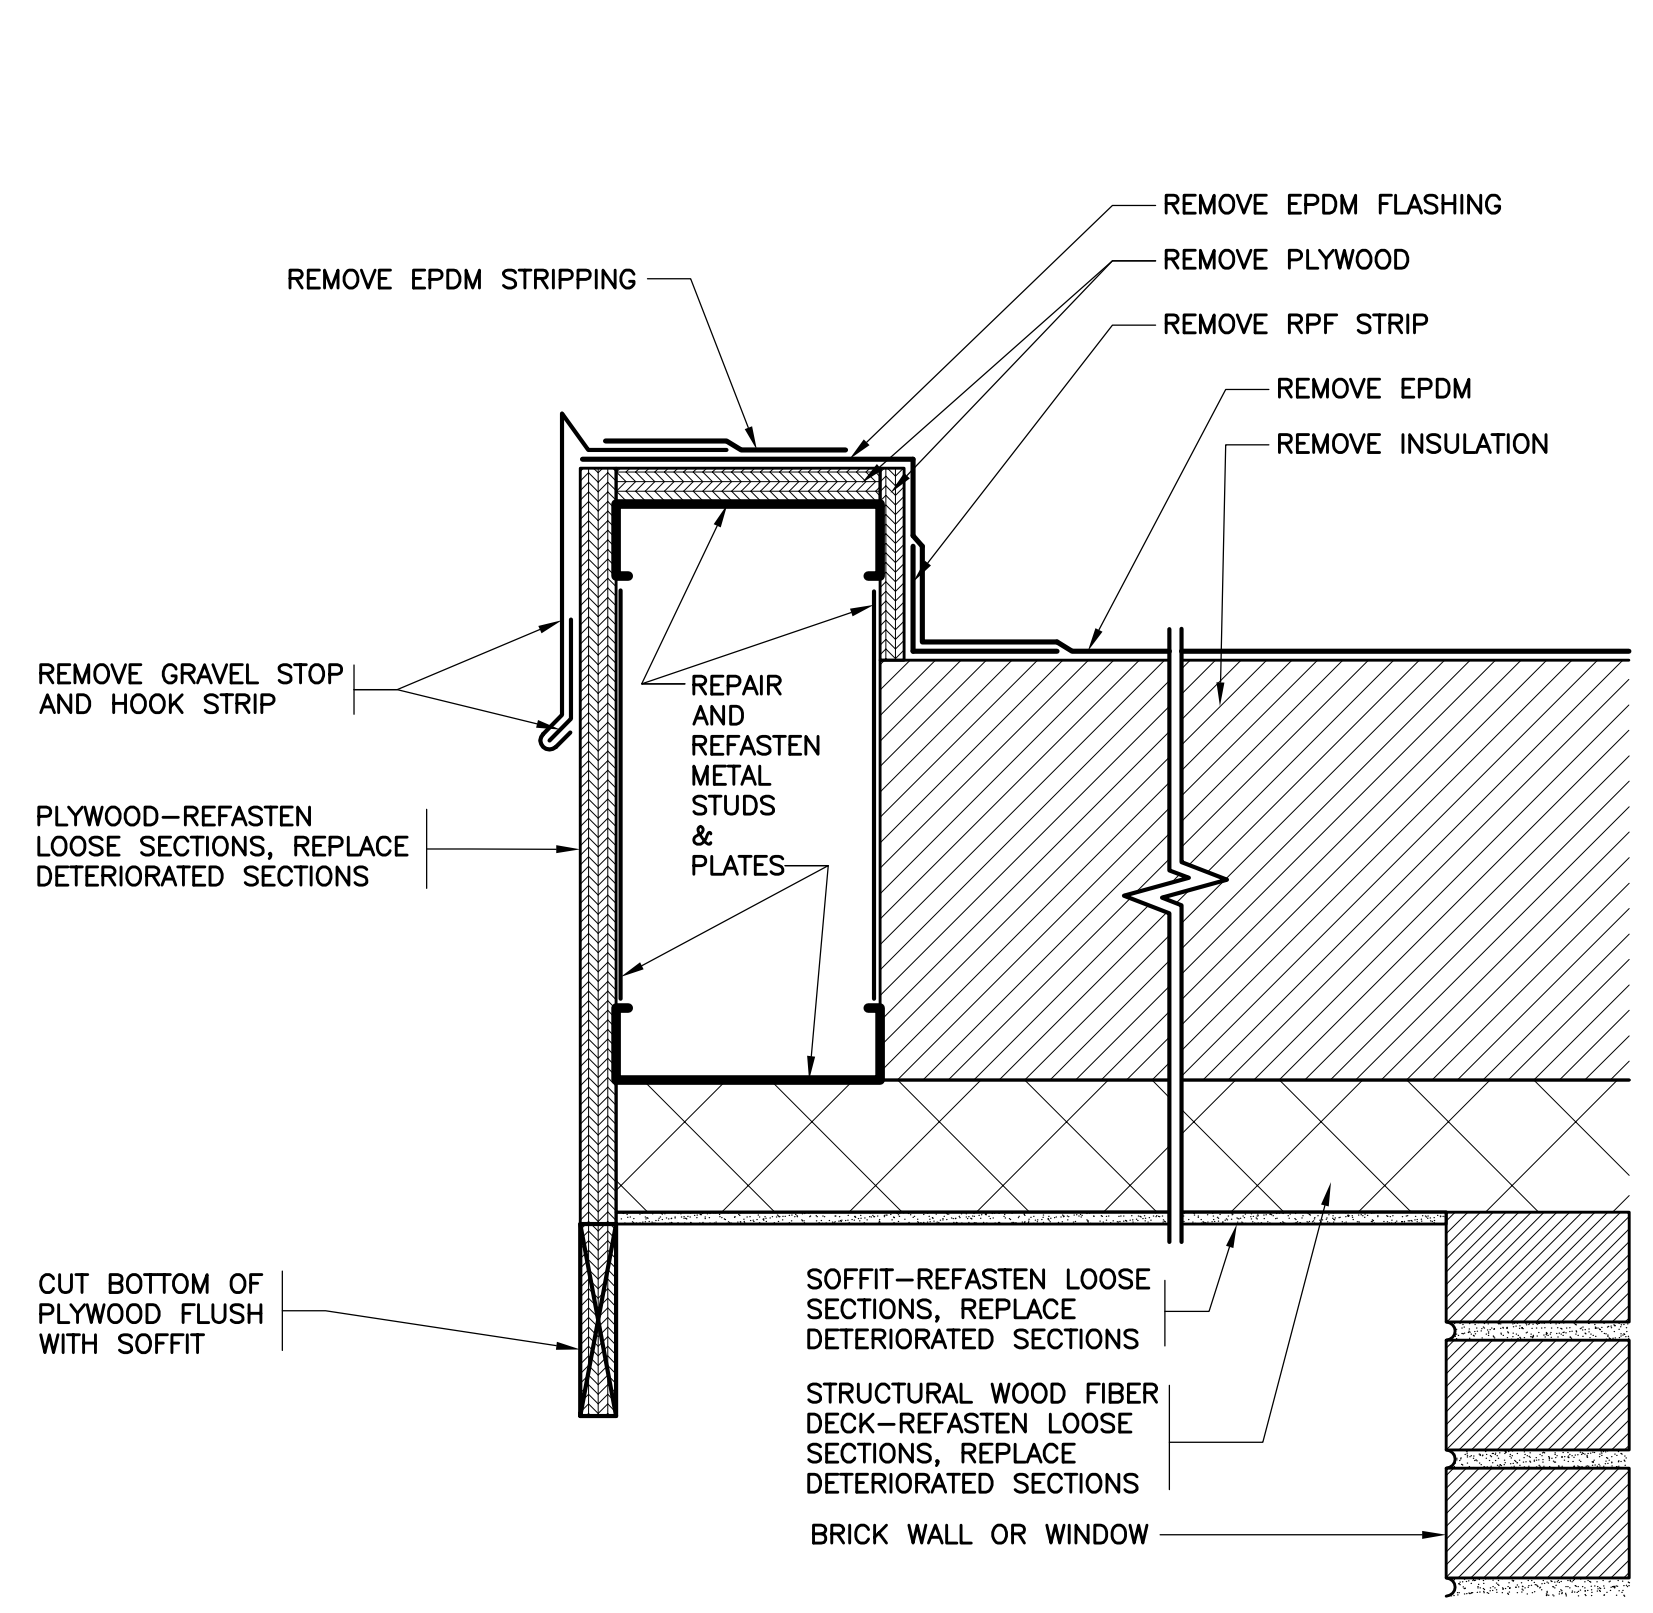 REMOVE EPDM FLASHING
REMOVE PLYWOOD
REMOVE EPDM STRIPPING
REMOVE RPF STRIP
REMOVE EPDM
REMOVE INSULATION
REMOVE GRAVEL STOP
AND HOOK STRIP
REPAIR
AND
REFASTEN
METAL
STUDS
&
PLATES
PLYWOOD-REFASTEN
LOOSE SECTIONS, REPLACE
DETERIORATED SECTIONS
CUT BOTTOM OF
PLYWOOD FLUSH
WITH SOFFIT
SOFFIT-REFASTEN LOOSE
SECTIONS, REPLACE
DETERIORATED SECTIONS
STRUCTURAL WOOD FIBER
DECK-REFASTEN LOOSE
SECTIONS, REPLACE
DETERIORATED SECTIONS
BRICK WALL OR WINDOW